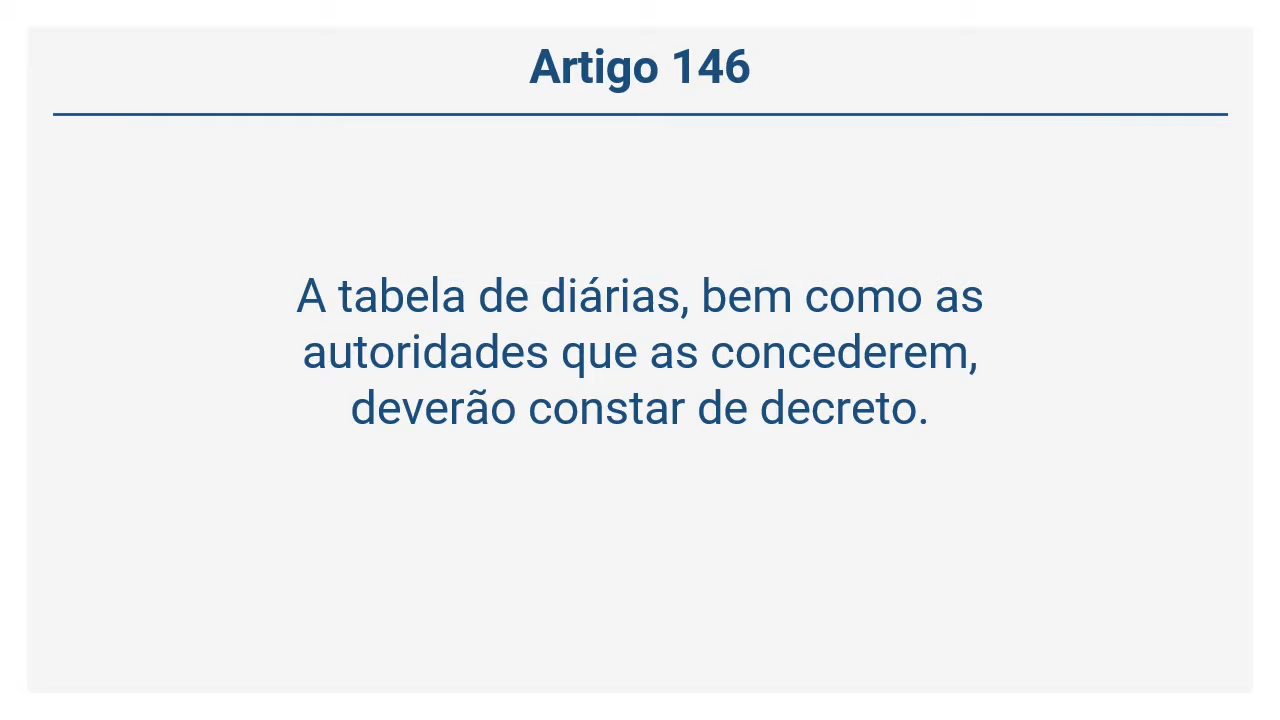 Artigo 146
A tabela de diárias, bem como as
autoridades que as concederem,
deverão constar de decreto.